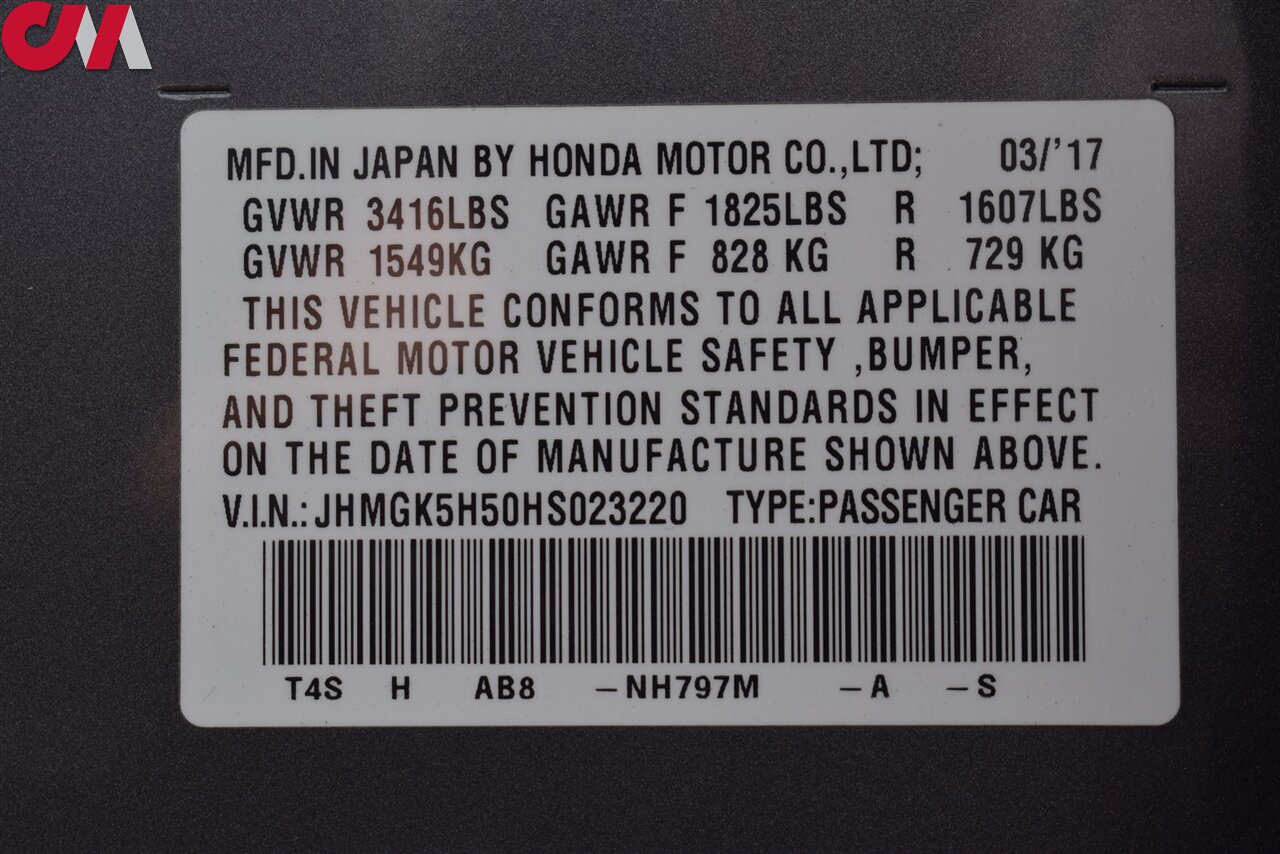 CM
MFD.IN JAPAN BY HONDA MOTOR CO.,LTD; 03/'17
GVWR 3416LBS GAWR F 1825LBS R 1607LBS
GVWR 1549KG GAWR F 828 KG R 729 KG
THIS VEHICLE CONFORMS TO ALL APPLICABLE
FEDERAL MOTOR VEHICLE SAFETY ,BUMPER,
AND THEFT PREVENTION STANDARDS IN EFFECT
ON THE DATE OF MANUFACTURE SHOWN ABOVE.
V.I.N.: JHMGK5H50HS023220 TYPE:PASSENGER CAR
T4S H AB8 -NH797M -A -S